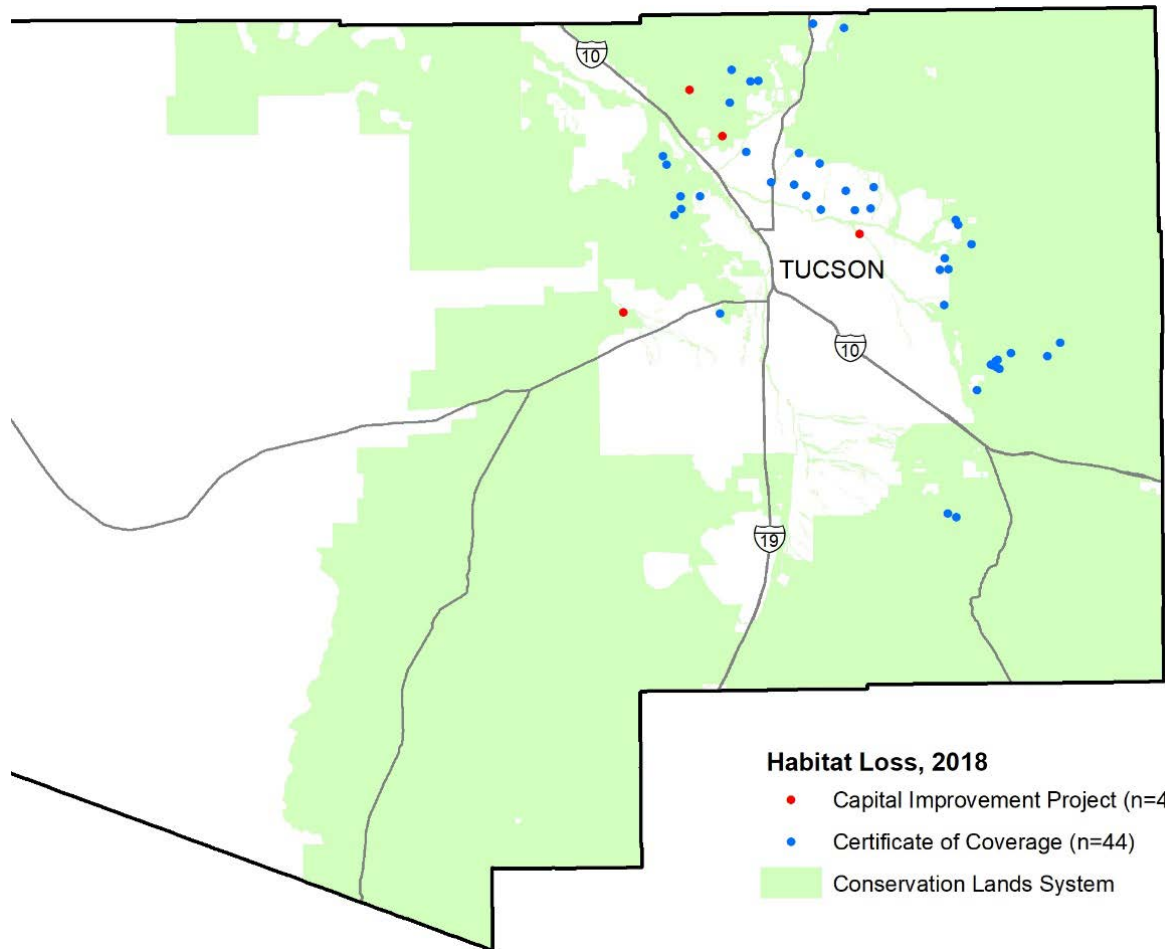 10
TUCSON
10
19
Habitat Loss, 2018
Capital Improvement Project (n=4
Certificate of Coverage (n=44)
Conservation Lands System